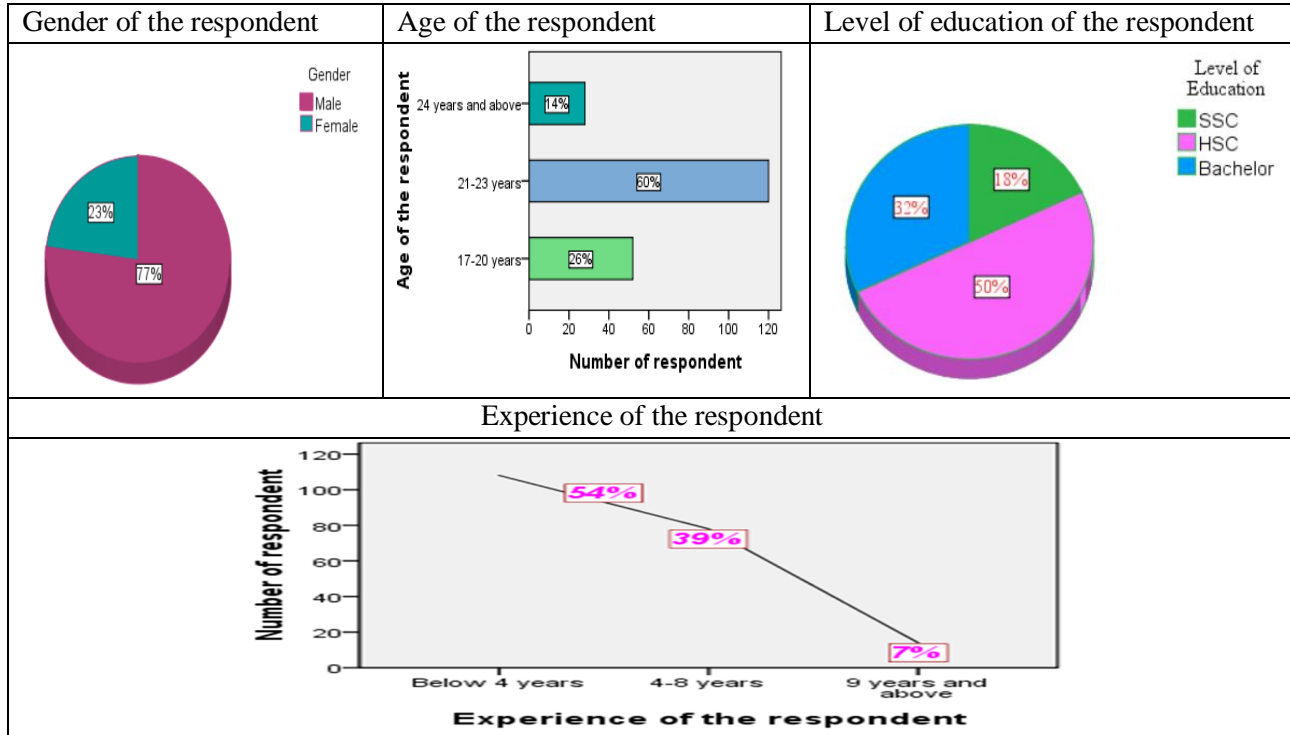 Gender of the respondent
Age of the respondent
Level of education of the respondent
Gender
Male
Female
23%
77%
Age of the respondent
24 years and above
21-23 years
17-20 years
14%
60%
26%
0 20 40 60 80 100 120
Number of respondent
Level of
Education
SSC
HSC
Bachelor
18%
32%
50%
Experience of the respondent
Number of respondent
120
100
80
60
40
20
0
54%
39%
7%
Below 4 years 4-8 years 9 years and
above
Experience of the respondent